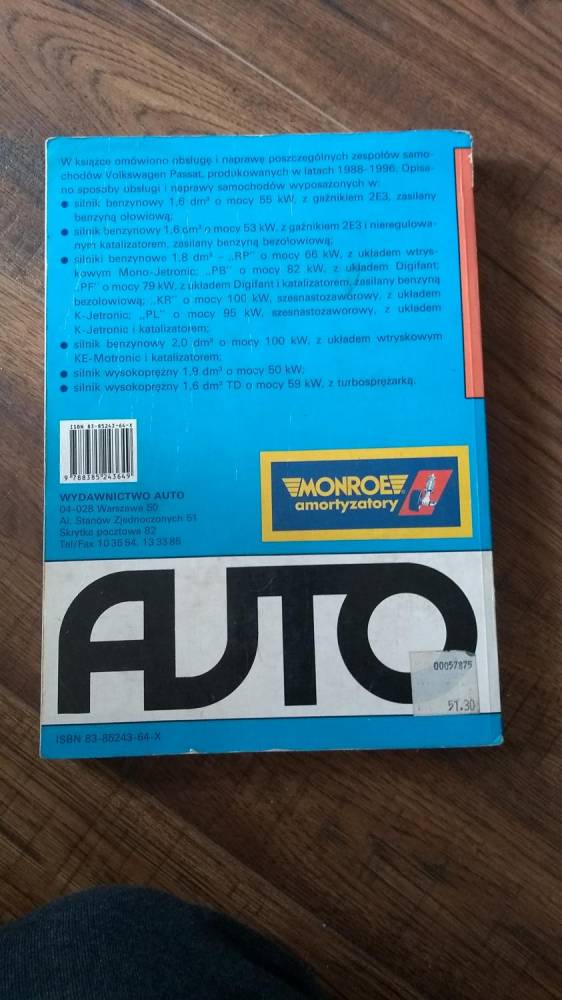 W książce omówiono obsługę i naprawę poszczególnych zespołów samo-
chodów Volkswagen Passat, produkowanych w latach 1988-1996. Opisa-
no sposoby obsługi i naprawy samochodów wyposażonych w:
● silnik benzynowy 1,6 dm³ o mocy 55 kW, z gaźnikiem 2E3, zasilany
benzyną ołowiową;
● silnik benzynowy 1,6 dm³ o mocy 53 kW, z gaźnikiem 2E3 i nieregulowa-
nym katalizatorem, zasilany benzyną bezołowiową;
● silniki benzynowe 1,8 dm³ – „RP" o mocy 66 kW, z układem wtrys-
kowym Mono-Jetronic; „PB" o mocy 82 kW, z układem Digifant;
„PF" o mocy 79 kW, z układem Digifant i katalizatorem, zasilany benzyną
bezołowiową; „KR" o mocy 100 kW, szesnastozaworowy, z układem
K-Jetronic; „PL" o mocy 95 kW, szesnastozaworowy, z układem
K-Jetronic i katalizatorem;
● silnik benzynowy 2,0 dm³ o mocy 100 kW, z układem wtryskowym
KE-Motronic i katalizatorem;
● silnik wysokoprężny 1,9 dm³ o mocy 50 kW;
● silnik wysokoprężny 1,6 dm³ TD o mocy 59 kW, z turbosprężarką.
ISBN 83-85243-64-X
9 788385 243649
MONROE®
amortyzatory
WYDAWNICTWO AUTO
04-028 Warszawa 50
Al. Stanów Zjednoczonych 51
Skrytka pocztowa 82
Tel/Fax 10 35 54, 13 33 85
AUTO
00057875
51.30
ISBN 83-85243-64-X